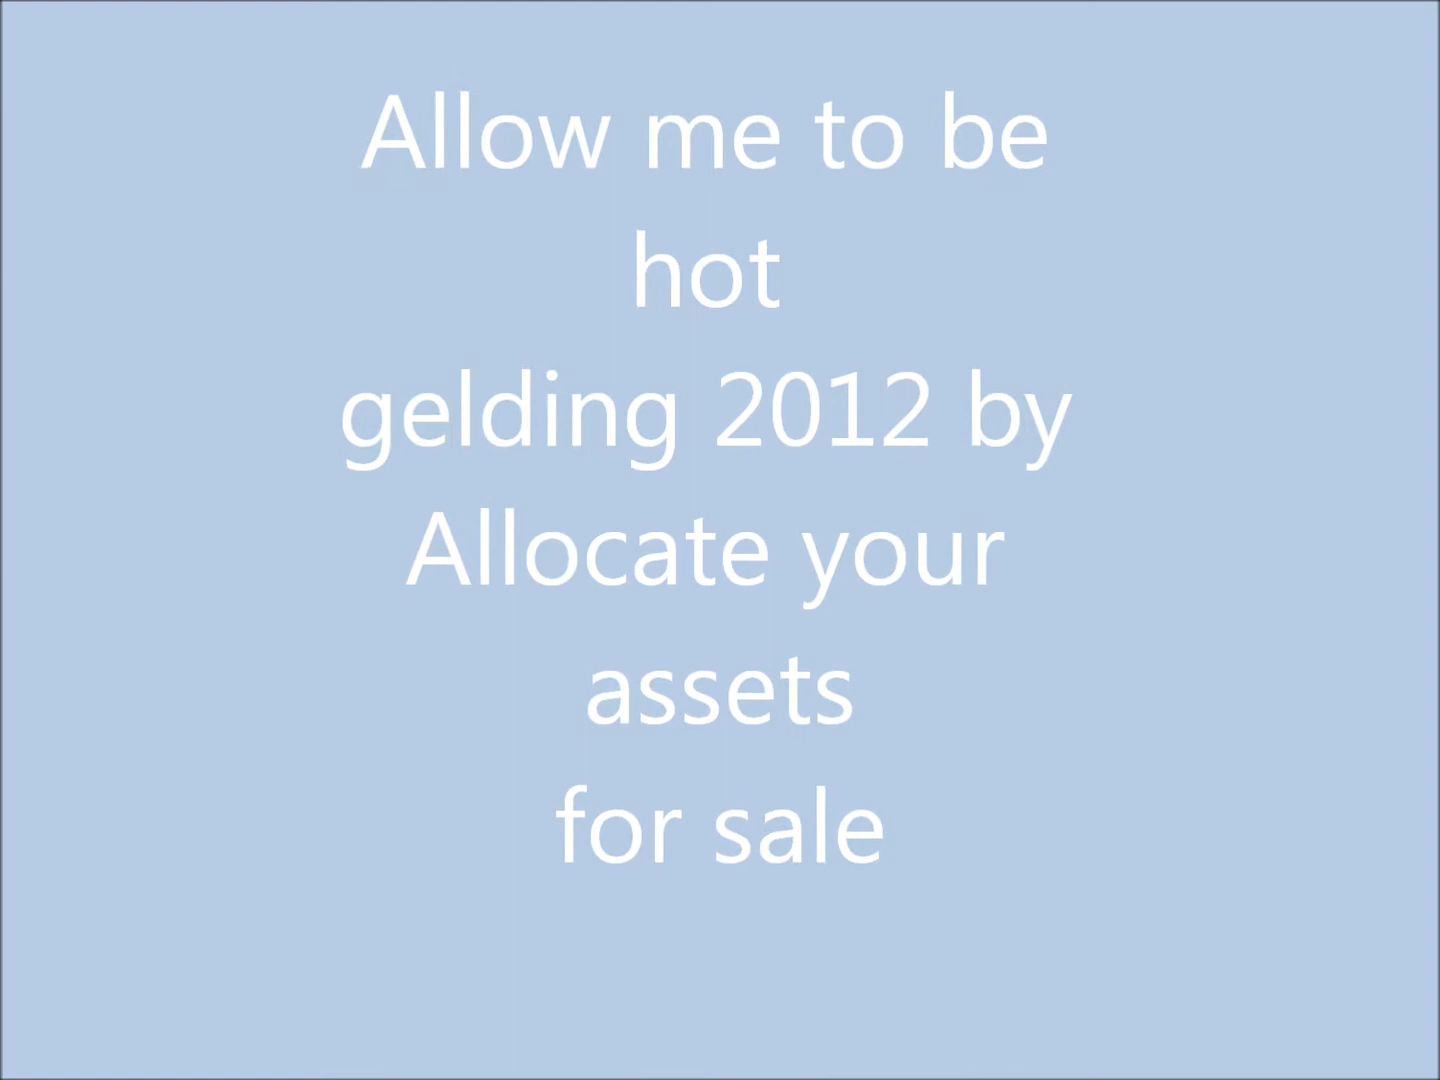 Allow me to be
hot
gelding 2012 by
Allocate your
assets
for sale